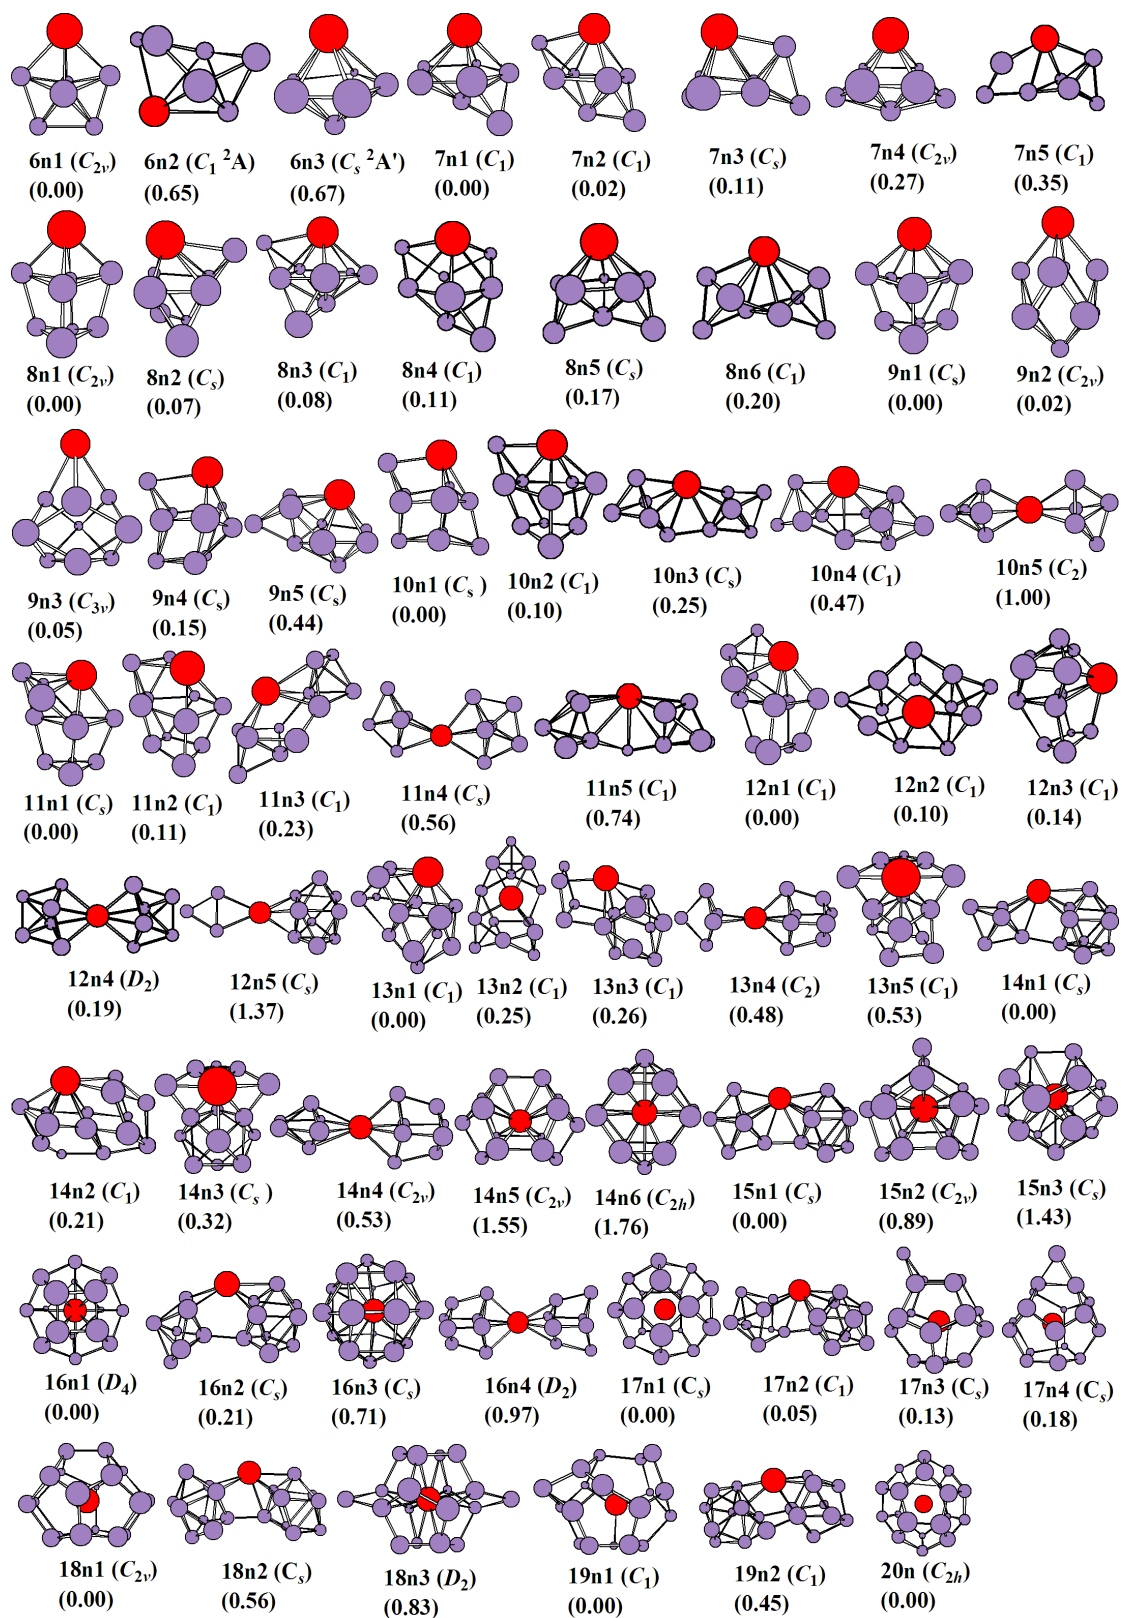 6n1 (C2v) 6n2 (C1 ²A) 6n3 (Cs ²A') 7n1 (C1) 7n2 (C1) 7n3 (Cs) 7n4 (C2v) 7n5 (C1)
(0.00) (0.65) (0.67) (0.00) (0.02) (0.11) (0.27) (0.35)
8n1 (C2v) 8n2 (Cs) 8n3 (C1) 8n4 (C1) 8n5 (Cs) 8n6 (C1) 9n1 (Cs) 9n2 (C2v)
(0.00) (0.07) (0.08) (0.11) (0.17) (0.20) (0.00) (0.02)
9n3 (C3v) 9n4 (Cs) 9n5 (Cs) 10n1 (Cs ) 10n2 (C1) 10n3 (Cs) 10n4 (C1) 10n5 (C2)
(0.05) (0.15) (0.44) (0.00) (0.10) (0.25) (0.47) (1.00)
11n1 (Cs) 11n2 (C1) 11n3 (C1) 11n4 (Cs) 11n5 (C1) 12n1 (C1) 12n2 (C1) 12n3 (C1)
(0.00) (0.11) (0.23) (0.56) (0.74) (0.00) (0.10) (0.14)
12n4 (D2) 12n5 (Cs) 13n1 (C1) 13n2 (C1) 13n3 (C1) 13n4 (C2) 13n5 (C1) 14n1 (Cs)
(0.19) (1.37) (0.00) (0.25) (0.26) (0.48) (0.53) (0.00)
14n2 (C1) 14n3 (Cs ) 14n4 (C2v) 14n5 (C2v) 14n6 (C2h) 15n1 (Cs) 15n2 (C2v) 15n3 (Cs)
(0.21) (0.32) (0.53) (1.55) (1.76) (0.00) (0.89) (1.43)
16n1 (D4) 16n2 (Cs) 16n3 (Cs) 16n4 (D2) 17n1 (Cs) 17n2 (C1) 17n3 (Cs) 17n4 (Cs)
(0.00) (0.21) (0.71) (0.97) (0.00) (0.05) (0.13) (0.18)
18n1 (C2v) 18n2 (Cs) 18n3 (D2) 19n1 (C1) 19n2 (C1) 20n (C2h)
(0.00) (0.56) (0.83) (0.00) (0.45) (0.00)